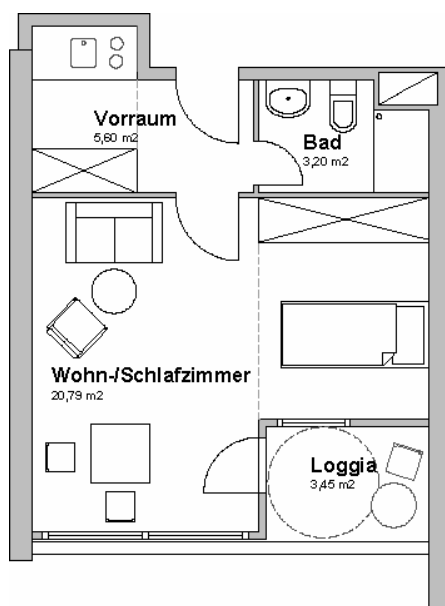 Vorraum
5,60 m2
Bad
3,20 m2
Wohn-/Schlafzimmer
20,79 m2
Loggia
3,45 m2